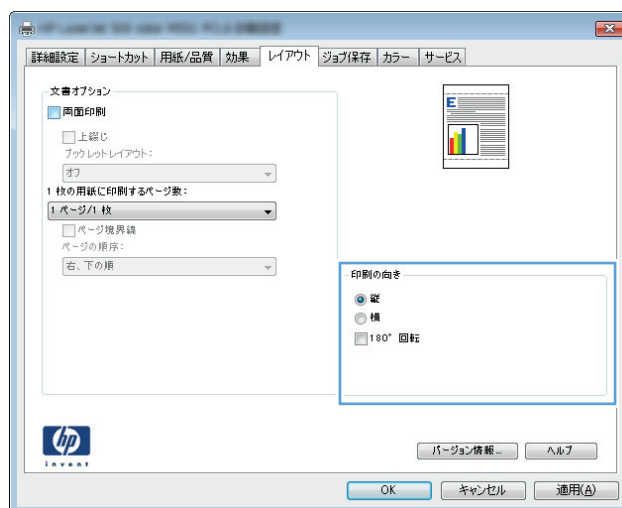 詳細設定 ショートカット 用紙/品質 効果 レイアウト ジョブ保存 カラー サービス
文書オプション
両面印刷
上綴じ
ブックレットレイアウト:
オフ
1 枚の用紙に印刷するページ数:
1 ページ/1 枚
ページ境界線
ページの順序:
右、下の順
E
印刷の向き
縦
横
180° 回転
hp
invent
バージョン情報... ヘルプ
OK キャンセル 適用(A)